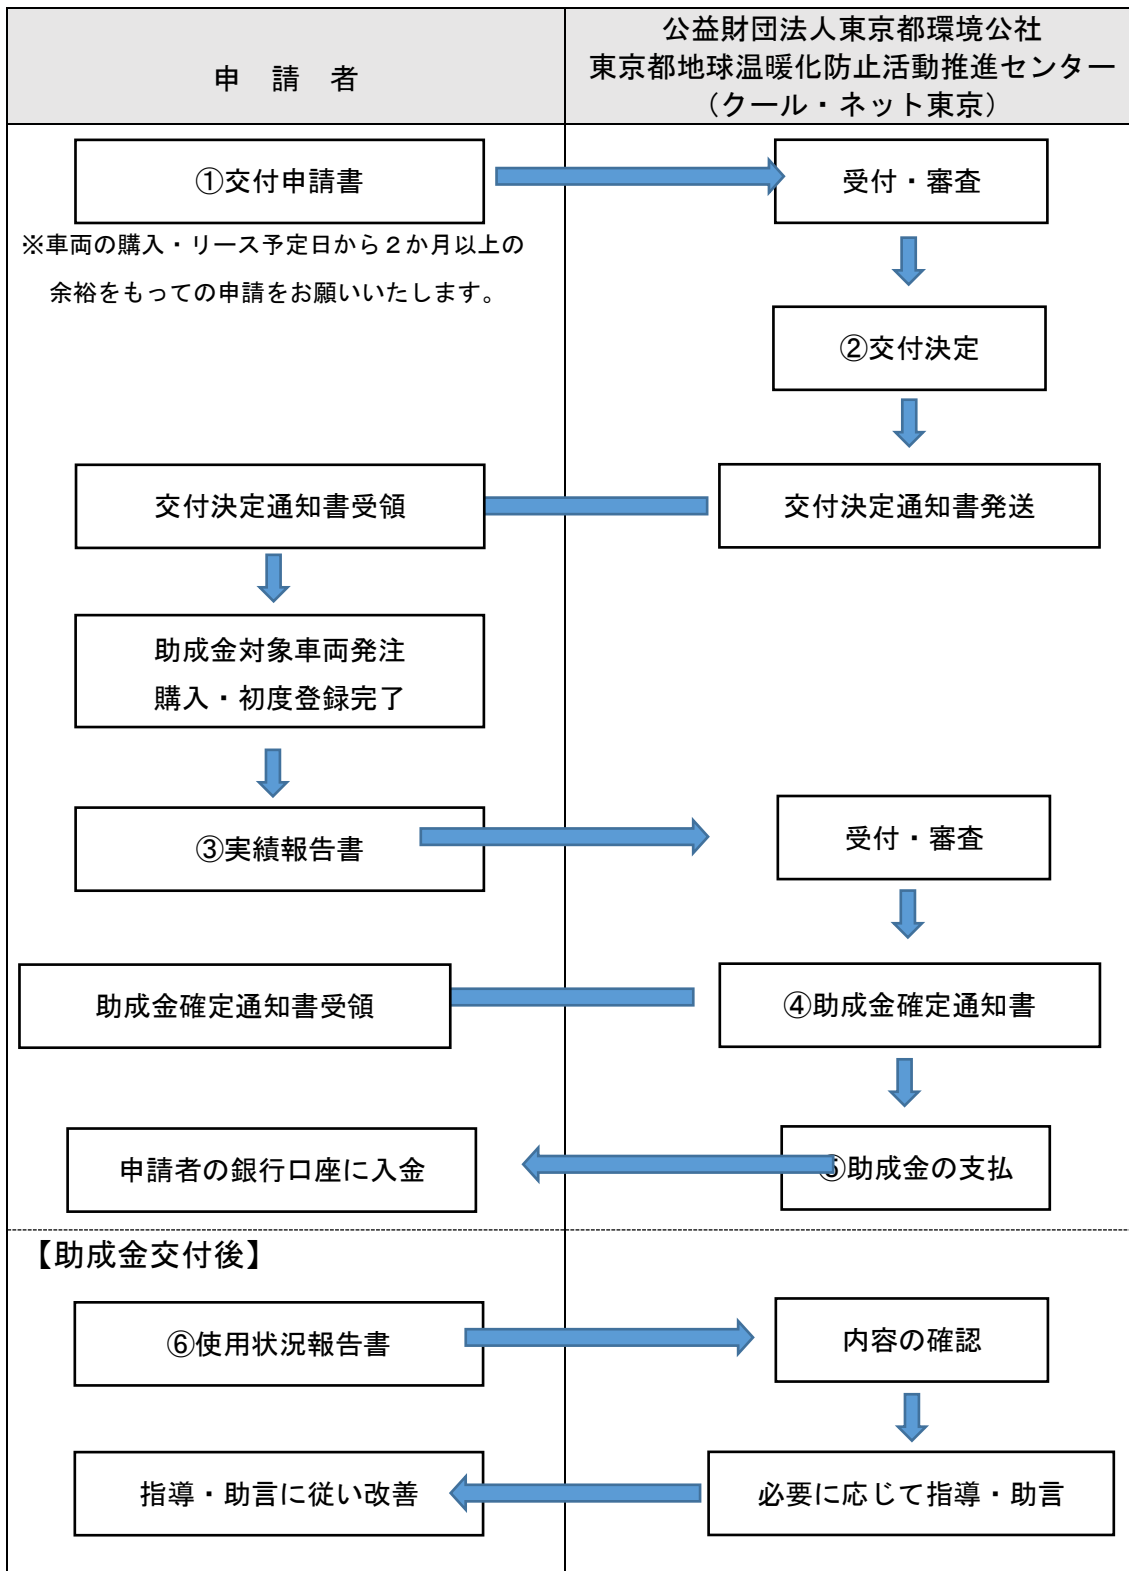 申　請　者
公益財団法人東京都環境公社
東京都地球温暖化防止活動推進センター
（クール・ネット東京）
①交付申請書
受付・審査
※車両の購入・リース予定日から２か月以上の
余裕をもっての申請をお願いいたします。
②交付決定
交付決定通知書受領
交付決定通知書発送
助成金対象車両発注
購入・初度登録完了
③実績報告書
受付・審査
助成金確定通知書受領
④助成金確定通知書
申請者の銀行口座に入金
⑤助成金の支払
【助成金交付後】
⑥使用状況報告書
内容の確認
指導・助言に従い改善
必要に応じて指導・助言